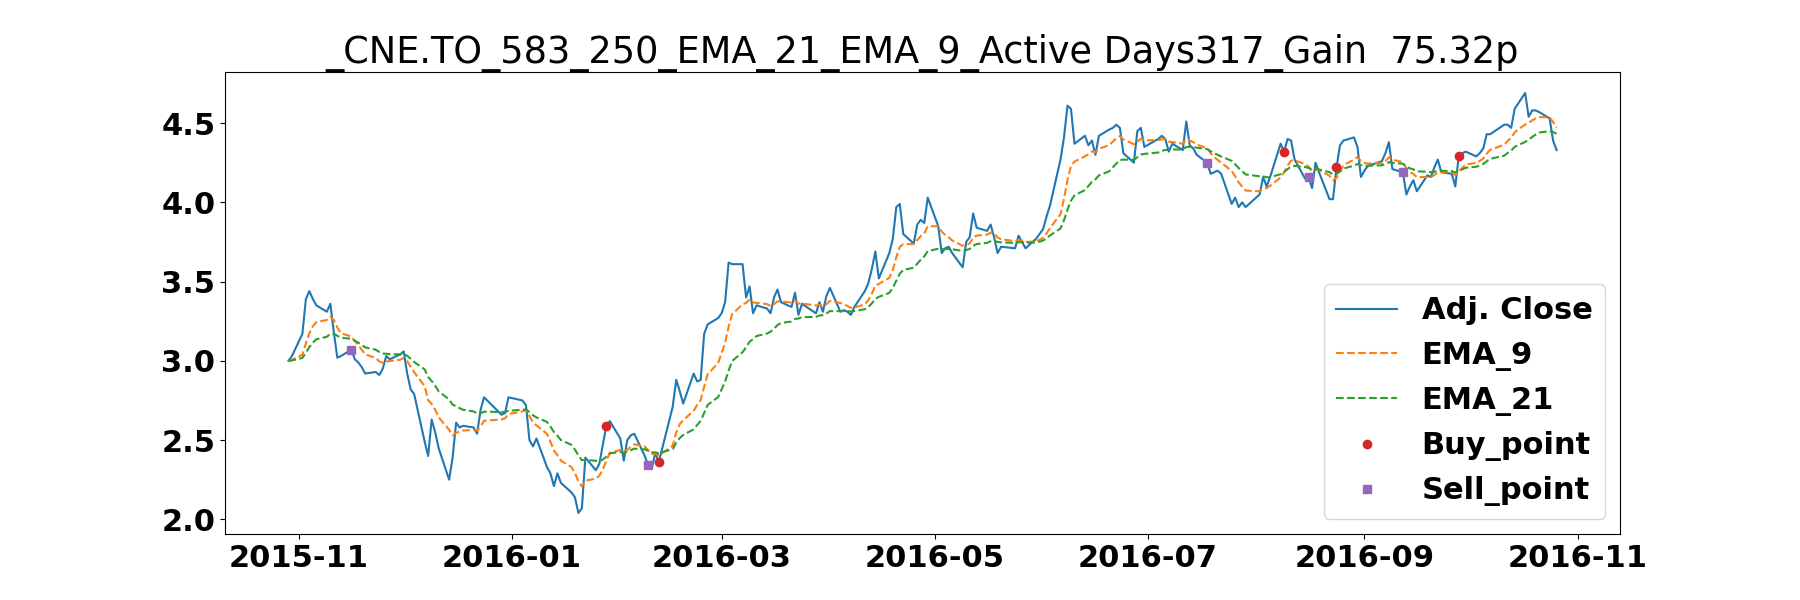 _CNE.TO_583_250_EMA_21_EMA_9_Active Days317_Gain  75.32p
4.5
4.0
3.5
3.0
2.5
2.0
Adj. Close
EMA_9
EMA_21
Buy_point
Sell_point
2015-11 2016-01 2016-03 2016-05 2016-07 2016-09 2016-11